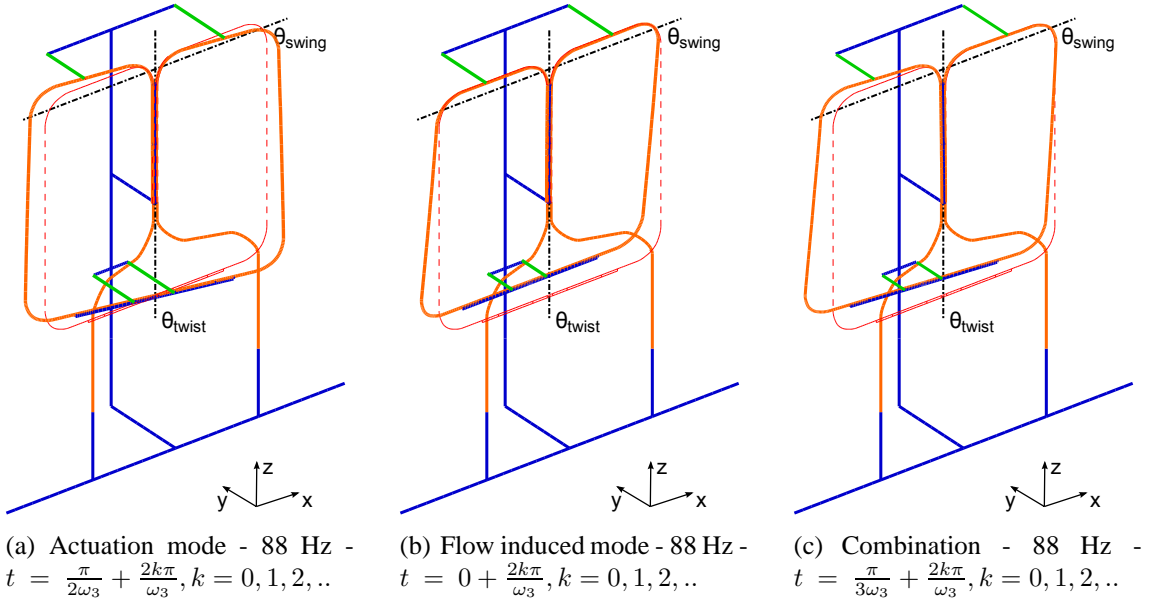 θswing
θtwist
z
y
x
θswing
θtwist
z
y
x
θswing
θtwist
z
y
x
(a) Actuation mode - 88 Hz -
t = π/2ω₃ + 2kπ/ω₃, k = 0, 1, 2, ..
(b) Flow induced mode - 88 Hz -
t = 0 + 2kπ/ω₃, k = 0, 1, 2, ..
(c) Combination - 88 Hz -
t = π/3ω₃ + 2kπ/ω₃, k = 0, 1, 2, ..